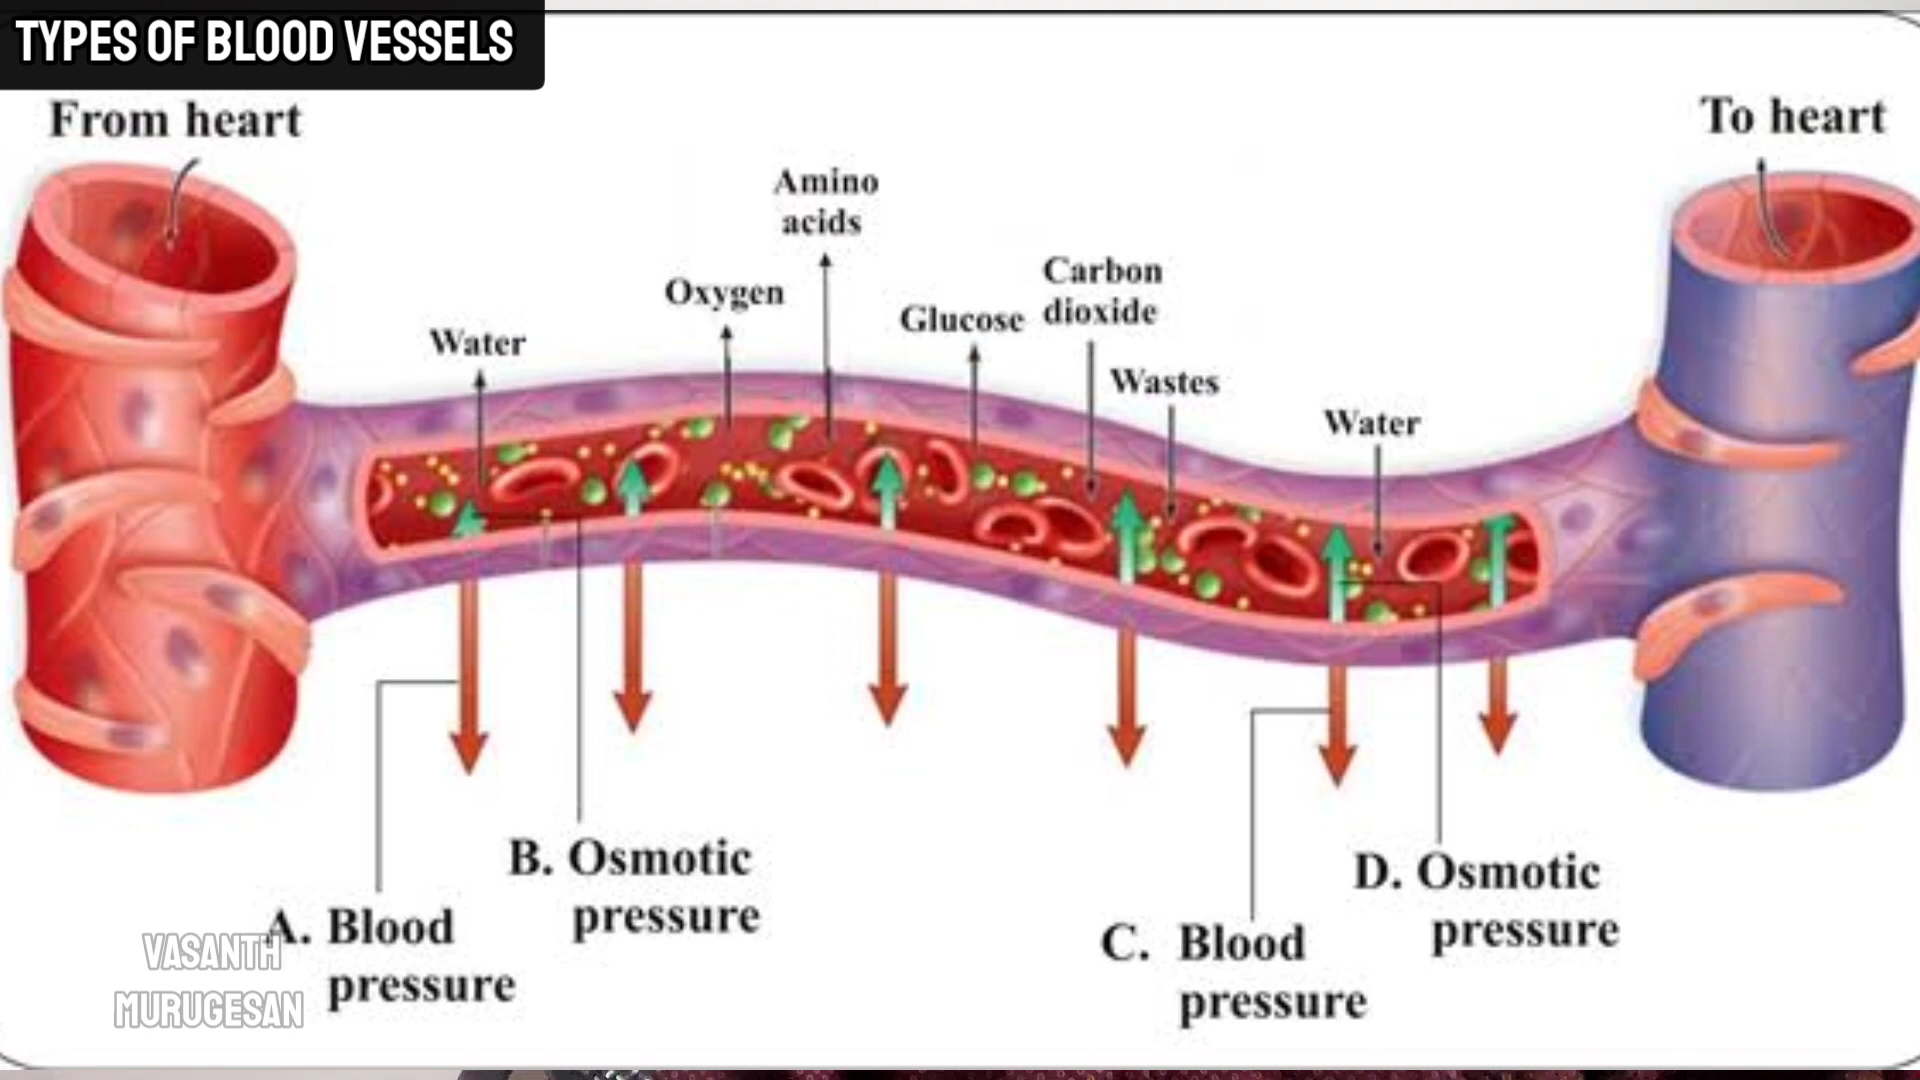 TYPES OF BLOOD VESSELS
From heart
To heart
Amino
acids
Oxygen
Carbon
dioxide
Glucose
Water
Wastes
Water
B. Osmotic
pressure
D. Osmotic
pressure
A. Blood
pressure
C. Blood
pressure
VASANTH
MURUGESAN